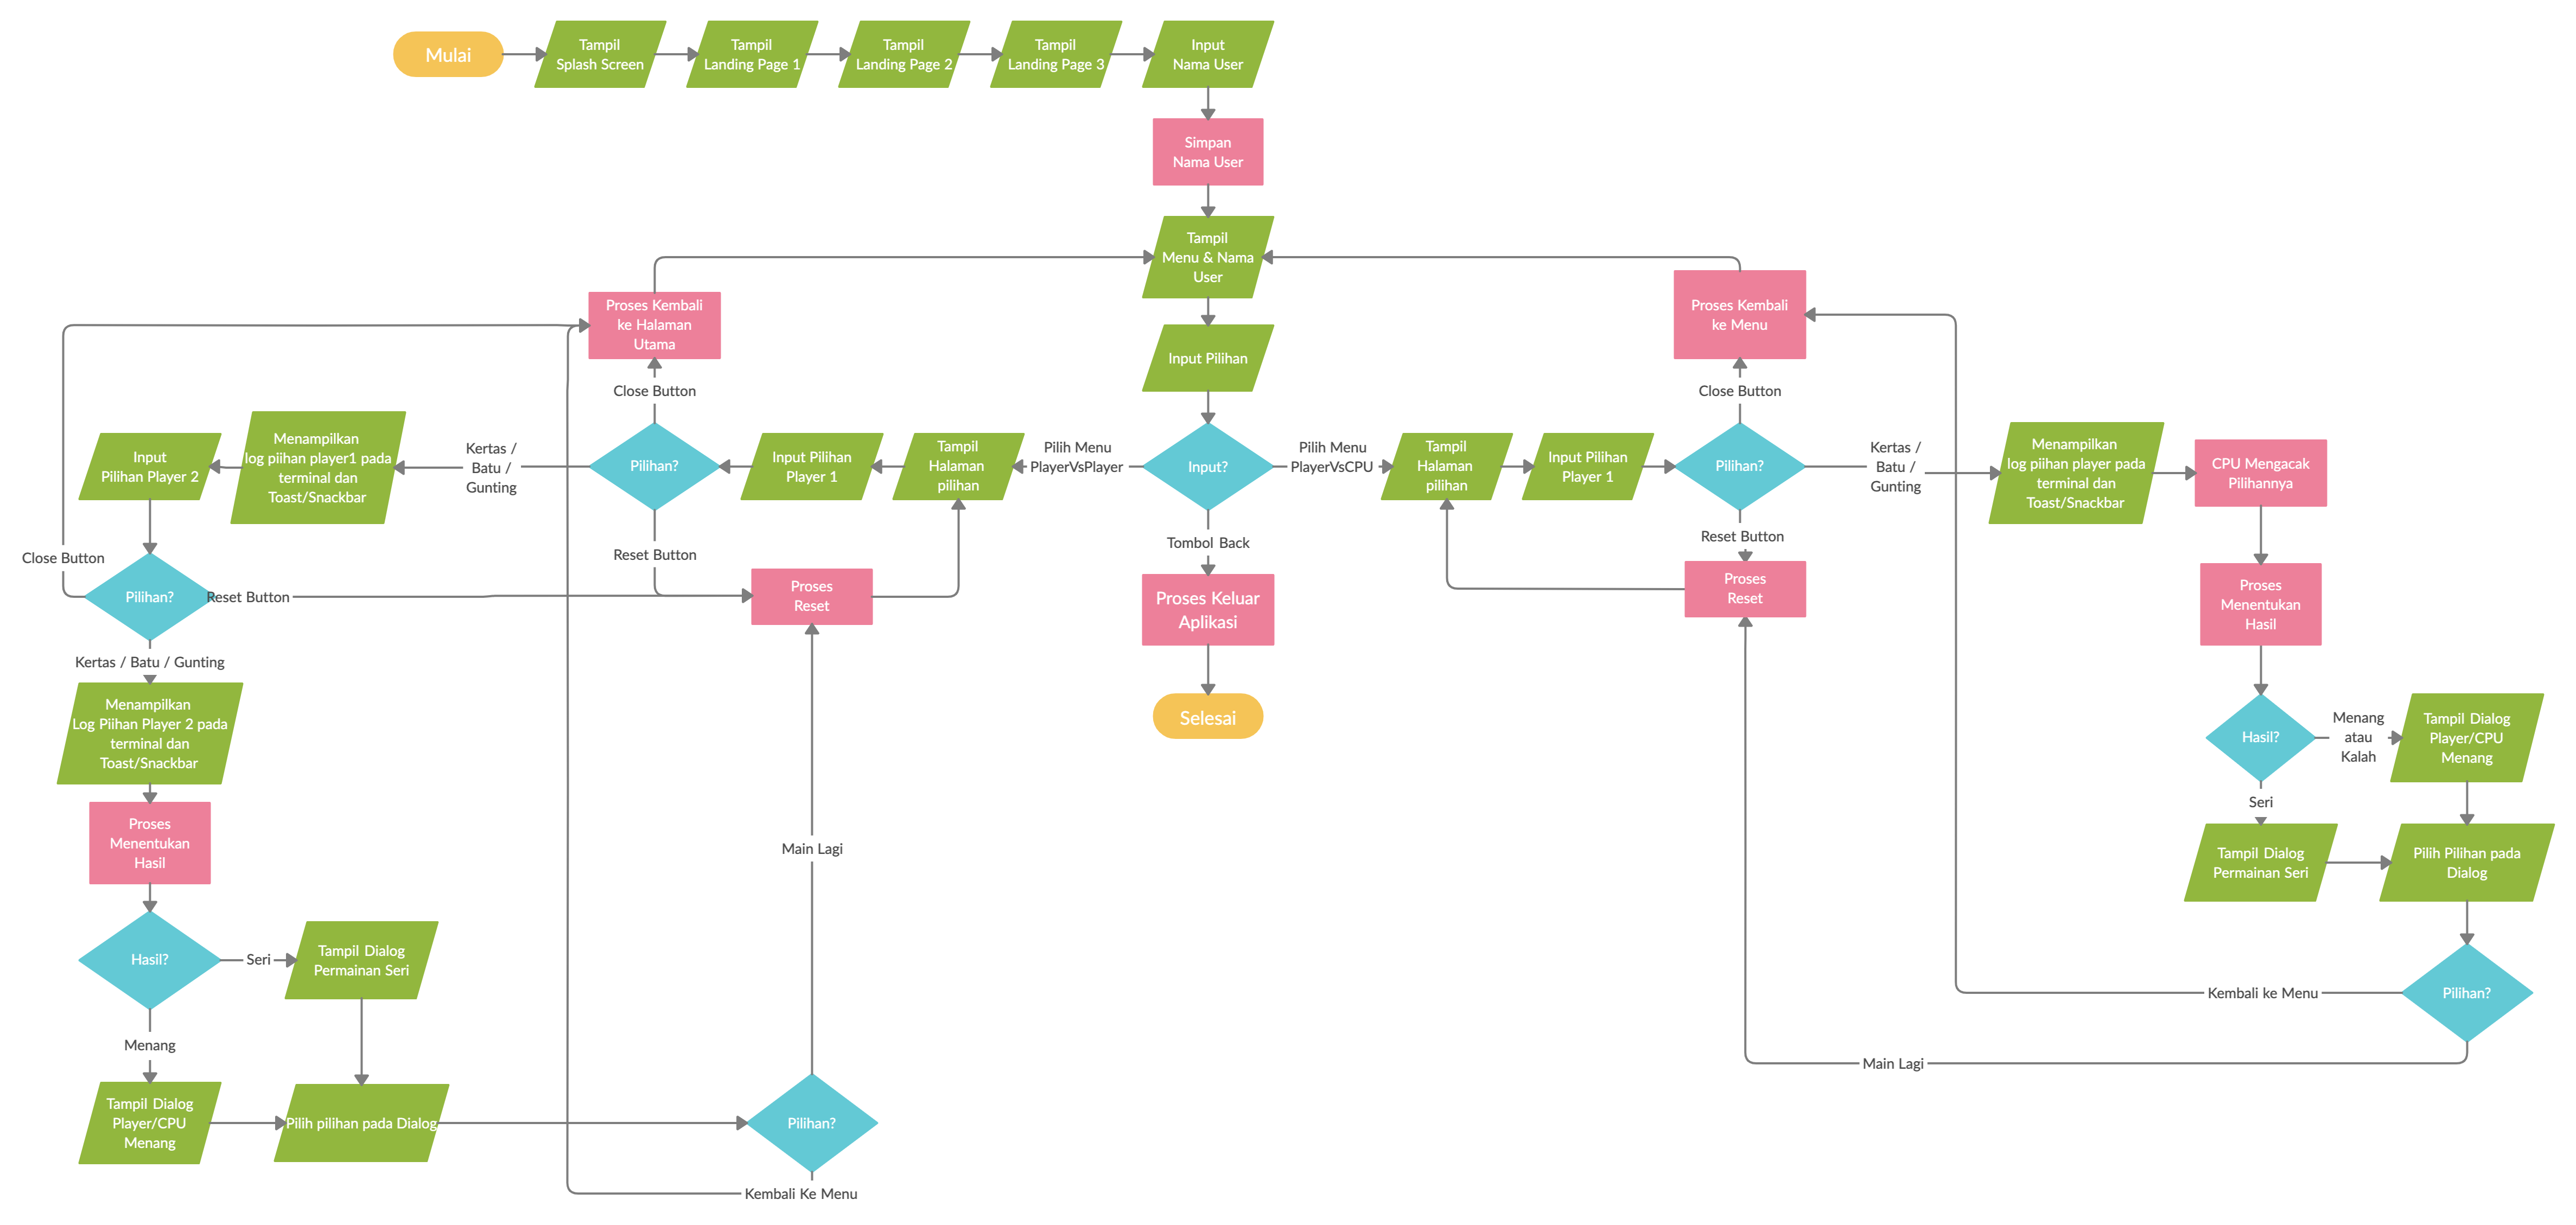 Mulai
Tampil
Splash Screen
Tampil
Landing Page 1
Tampil
Landing Page 2
Tampil
Landing Page 3
Input
Nama User
Simpan
Nama User
Tampil
Menu & Nama
User
Proses Kembali
ke Halaman
Utama
Proses Kembali
ke Menu
Input Pilihan
Close Button
Close Button
Input
Pilihan Player 2
Menampilkan
log piihan player1 pada
terminal dan
Toast/Snackbar
Kertas /
Batu /
Gunting
Pilihan?
Input Pilihan
Player 1
Tampil
Halaman
pilihan
Pilih Menu
PlayerVsPlayer
Input?
Pilih Menu
PlayerVsCPU
Tampil
Halaman
pilihan
Input Pilihan
Player 1
Pilihan?
Kertas /
Batu /
Gunting
Menampilkan
log piihan player pada
terminal dan
Toast/Snackbar
CPU Mengacak
Pilihannya
Close Button
Reset Button
Tombol Back
Reset Button
Pilihan?
Reset Button
Proses
Reset
Proses Keluar
Aplikasi
Proses
Reset
Proses
Menentukan
Hasil
Kertas / Batu / Gunting
Menampilkan
Log Piihan Player 2 pada
terminal dan
Toast/Snackbar
Selesai
Hasil?
Menang
atau
Kalah
Tampil Dialog
Player/CPU
Menang
Seri
Proses
Menentukan
Hasil
Main Lagi
Tampil Dialog
Permainan Seri
Pilih Pilihan pada
Dialog
Hasil?
Seri
Tampil Dialog
Permainan Seri
Kembali ke Menu
Pilihan?
Menang
Main Lagi
Tampil Dialog
Player/CPU
Menang
Pilih pilihan pada Dialog
Pilihan?
Kembali Ke Menu